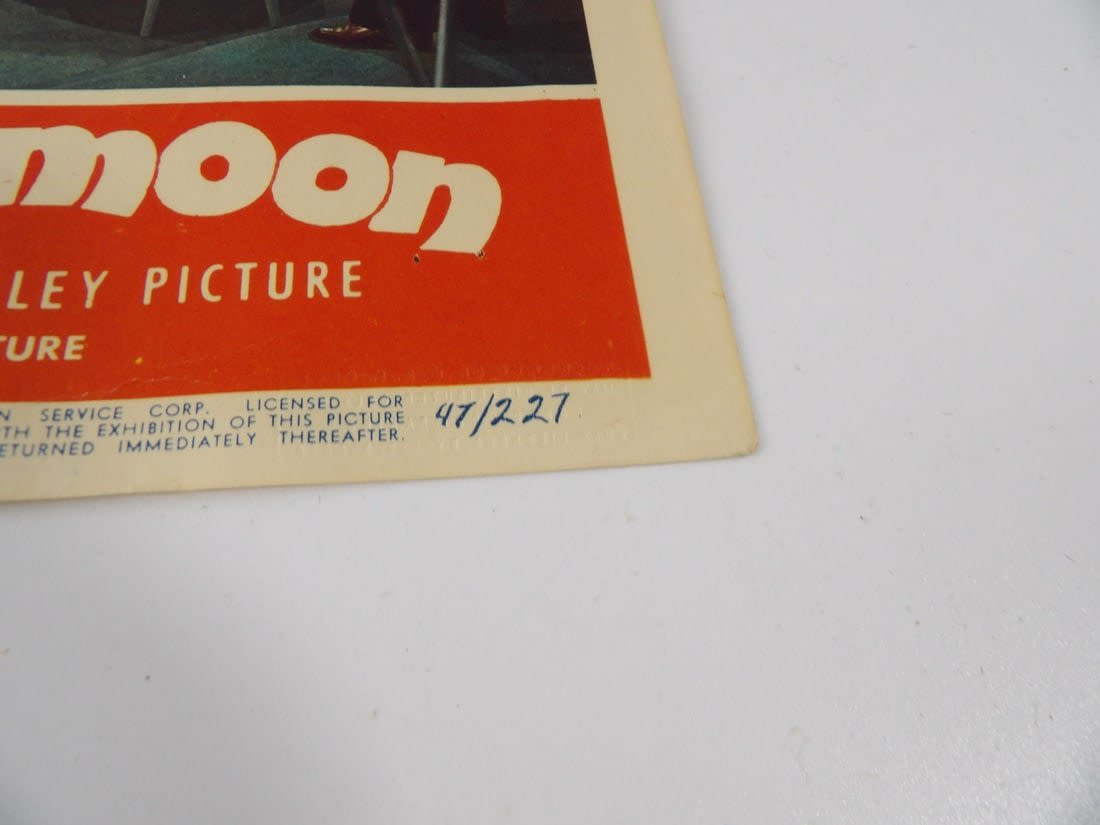 moon
LEY PICTURE
TURE
N SERVICE CORP. LICENSED FOR
TH THE EXHIBITION OF THIS PICTURE
ETURNED IMMEDIATELY THEREAFTER.
47/227